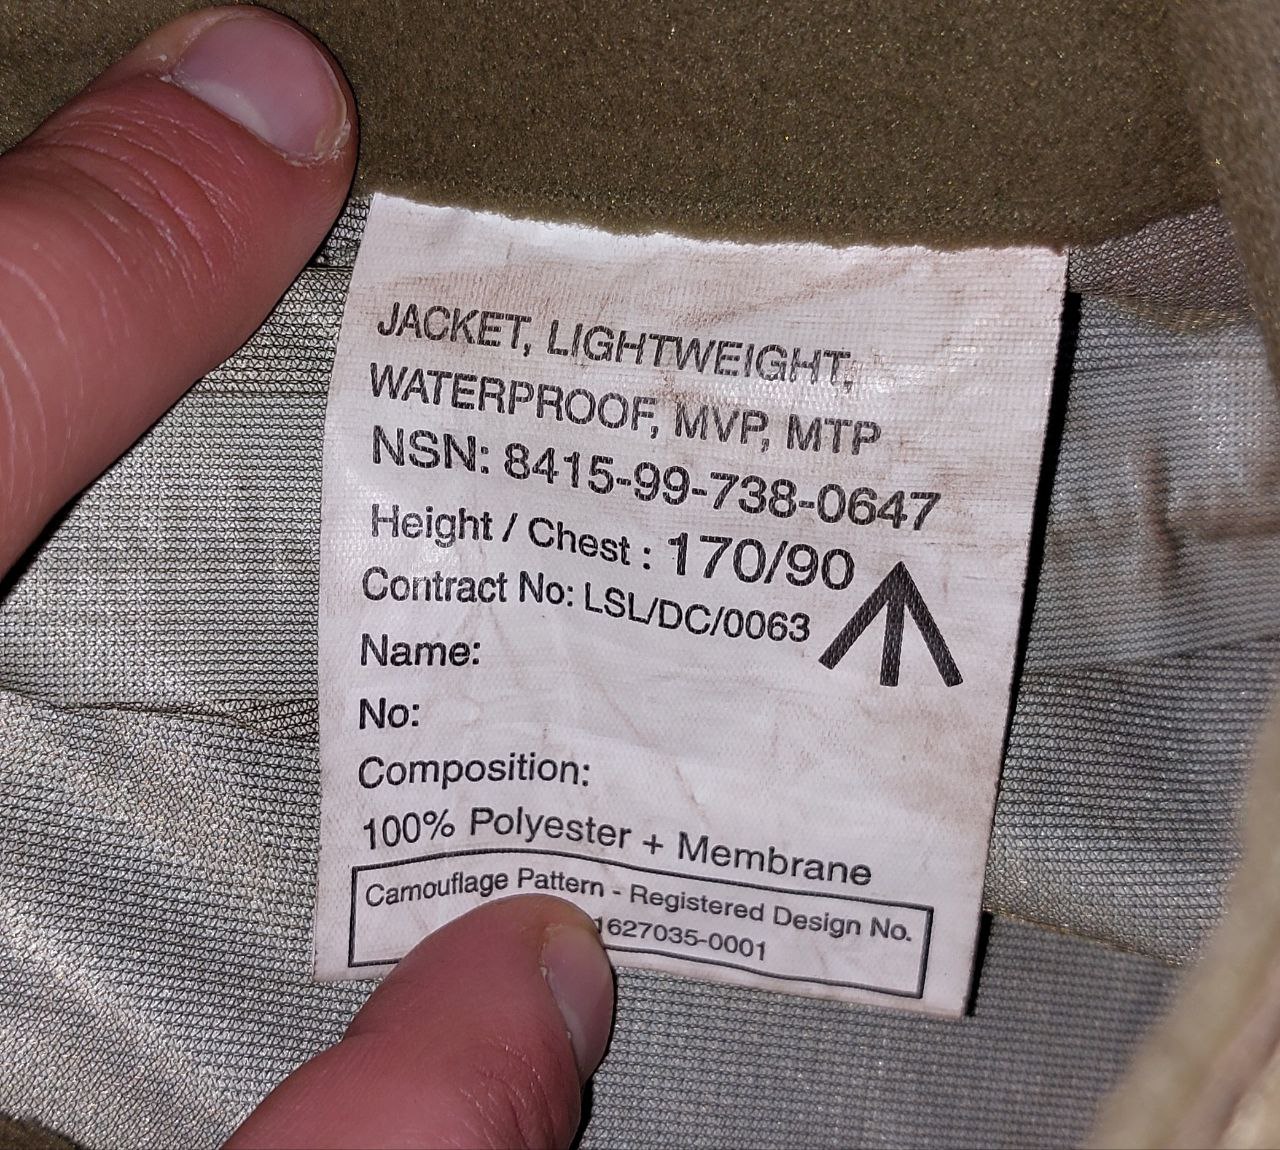 JACKET, LIGHTWEIGHT,
WATERPROOF, MVP, MTP
NSN: 8415-99-738-0647
Height / Chest : 170/90
Contract No: LSL/DC/0063
Name:
No:
Composition:
100% Polyester + Membrane
Camouflage Pattern - Registered Design No.
1627035-0001